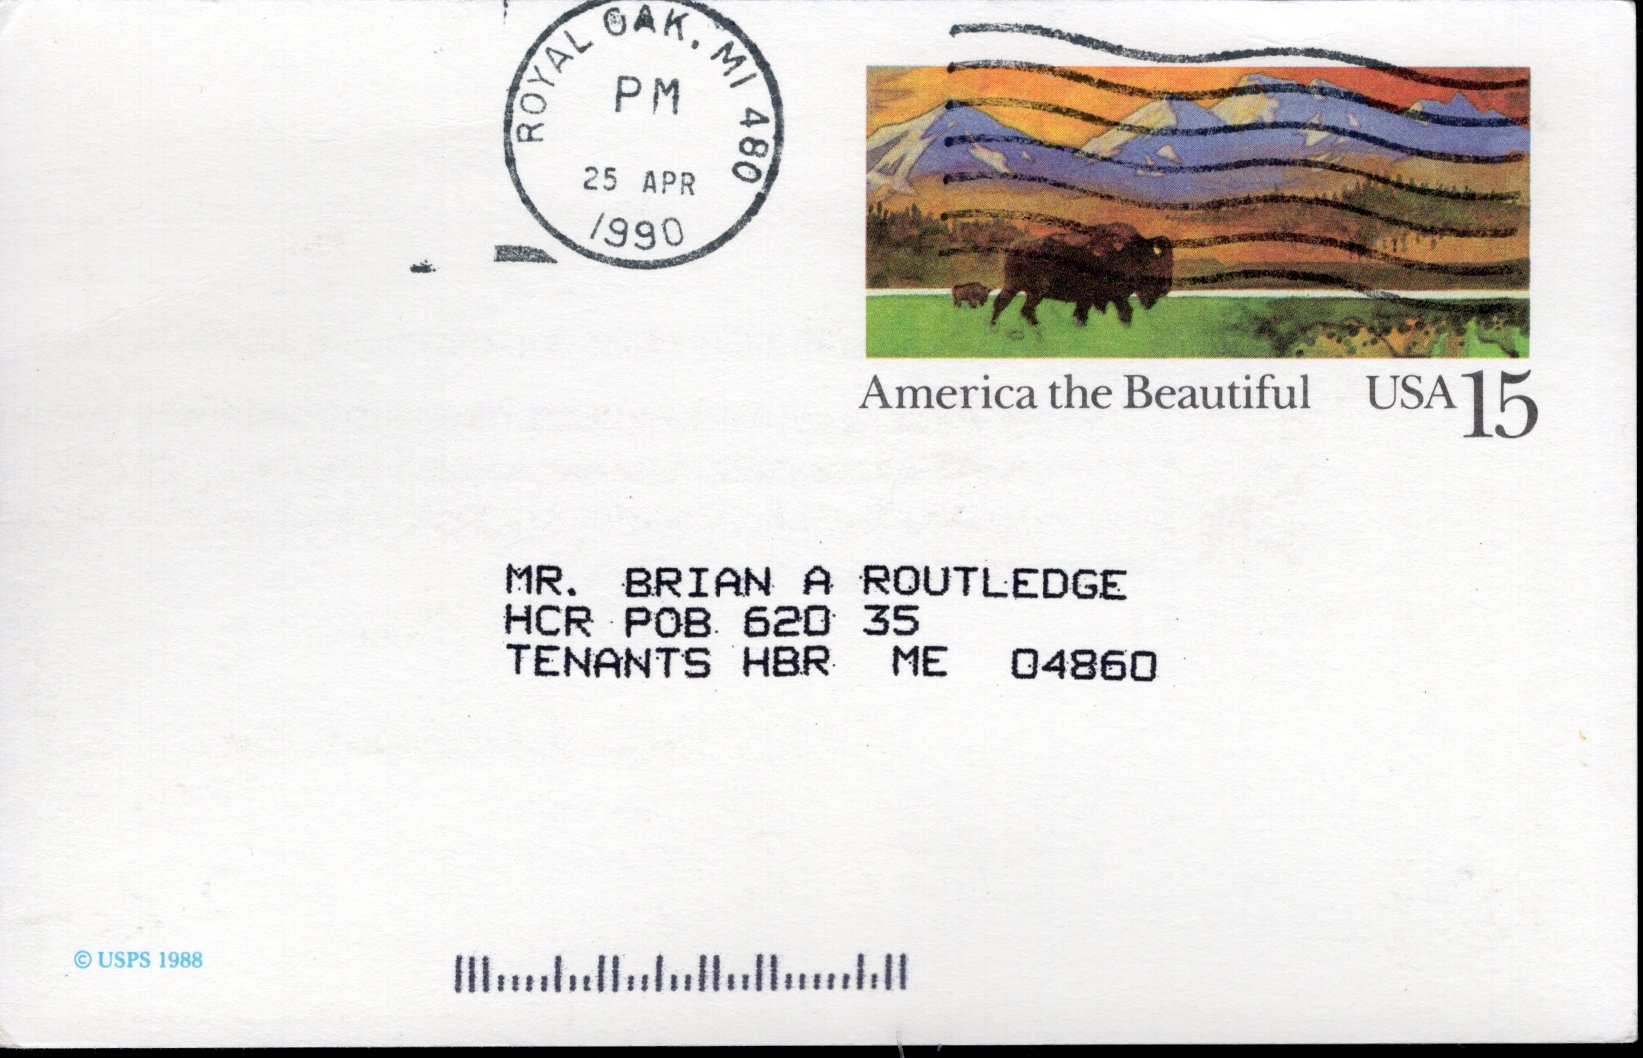 ROYAL OAK, MI 480
PM
25 APR
1990
America the Beautiful USA 15
MR. BRIAN A ROUTLEDGE
HCR POB 620 35
TENANTS HBR ME 04860
© USPS 1988